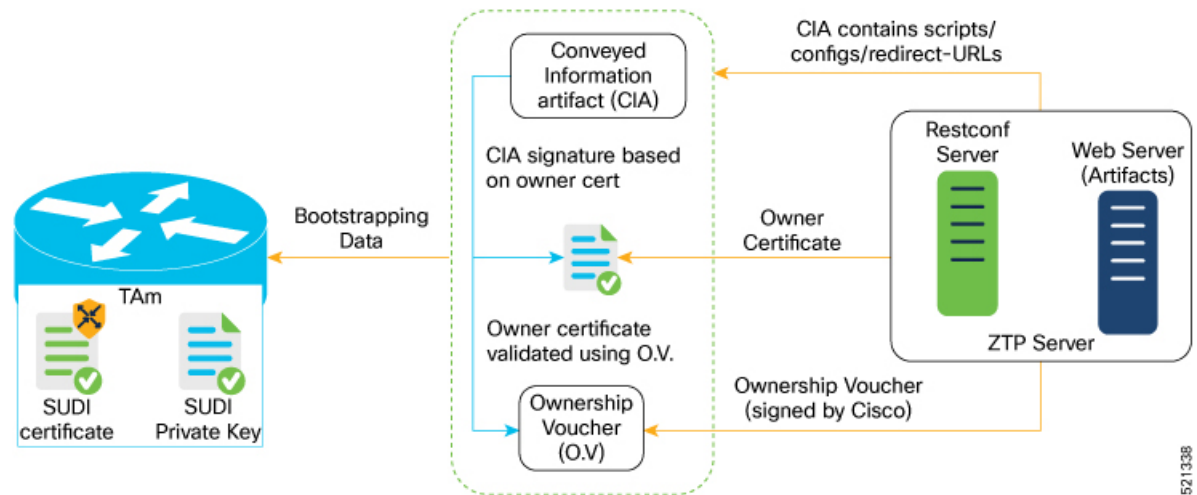 Conveyed
Information
artifact (CIA)
CIA signature based
on owner cert
Owner certificate
validated using O.V.
Ownership
Voucher
(O.V)
CIA contains scripts/
configs/redirect-URLs
Restconf
Server
Web Server
(Artifacts)
ZTP Server
Owner
Certificate
Ownership Voucher
(signed by Cisco)
Bootstrapping
Data
TAm
SUDI
certificate
SUDI
Private Key
521338